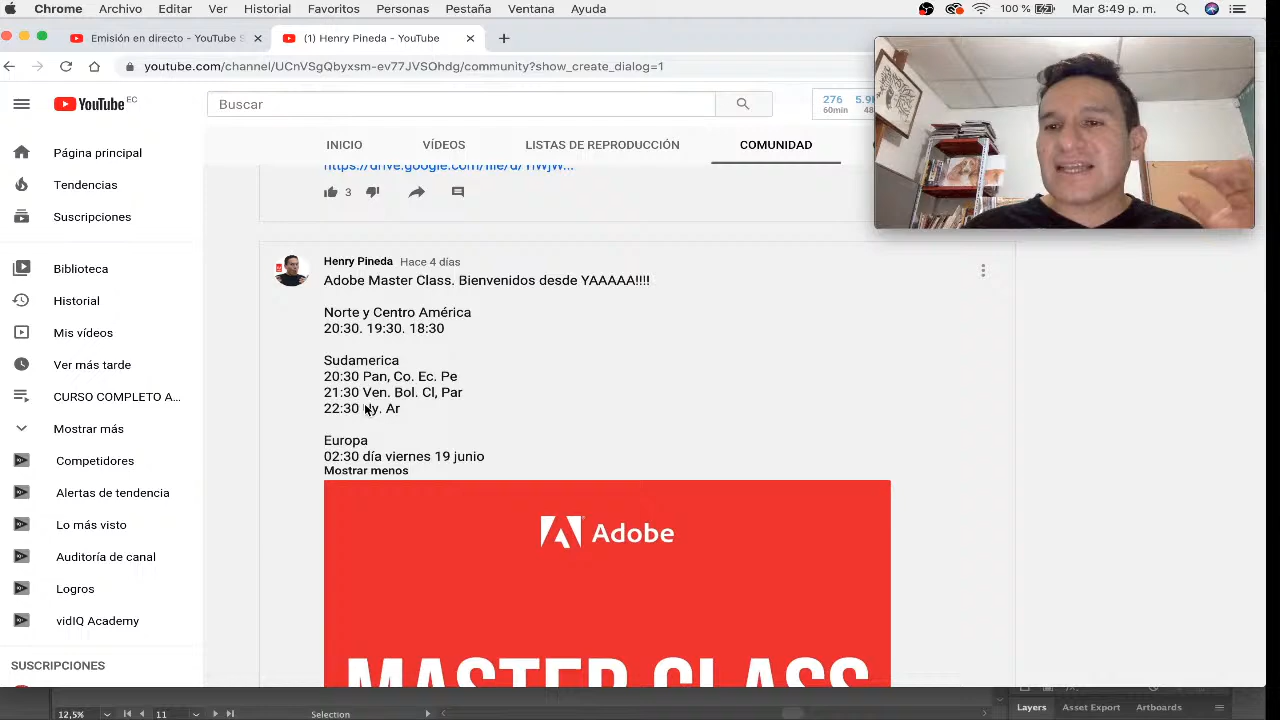 Chrome Archivo Editar Ver Historial Favoritos Personas Pestaña Ventana Ayuda 100 % Mar 8:49 p. m.
Emisión en directo - YouTube S
(1) Henry Pineda - YouTube
youtube.com/channel/UCnVSgQbyxsm-ev77JVSOhdg/community?show_create_dialog=1
YouTube EC
Buscar
276 5.9
60min 48
INICIO VÍDEOS LISTAS DE REPRODUCCIÓN COMUNIDAD
Página principal
Tendencias
Suscripciones
Biblioteca
Historial
Mis vídeos
Ver más tarde
CURSO COMPLETO A...
Mostrar más
Competidores
Alertas de tendencia
Lo más visto
Auditoría de canal
Logros
vidIQ Academy
SUSCRIPCIONES
3
Henry Pineda Hace 4 días
Adobe Master Class. Bienvenidos desde YAAAAA!!!!
Norte y Centro América
20:30. 19:30. 18:30
Sudamerica
20:30 Pan, Co. Ec. Pe
21:30 Ven. Bol. Cl, Par
22:30 Ar
Europa
02:30 día viernes 19 junio
Mostrar menos
Adobe
MASTER CLASS
12,5% 11 Selection
Layers Asset Export Artboards